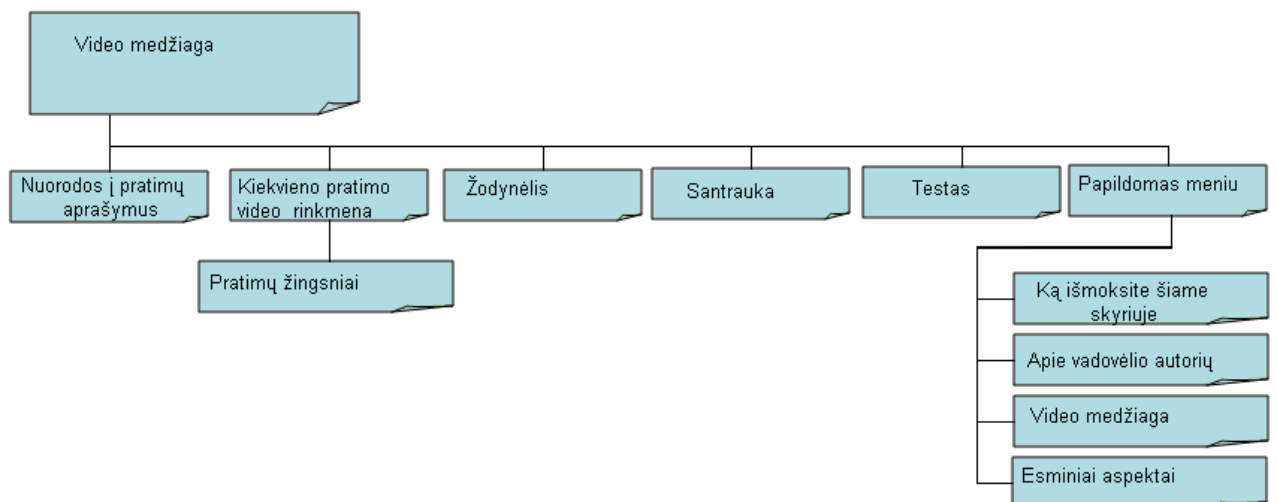 Video medžiaga
Nuorodos į pratimų
aprašymus
Kiekvieno pratimo
video rinkmena
Žodynėlis
Santrauka
Testas
Papildomas meniu
Pratimų žingsniai
Ką išmoksite šiame
skyriuje
Apie vadovėlio autorių
Video medžiaga
Esminiai aspektai